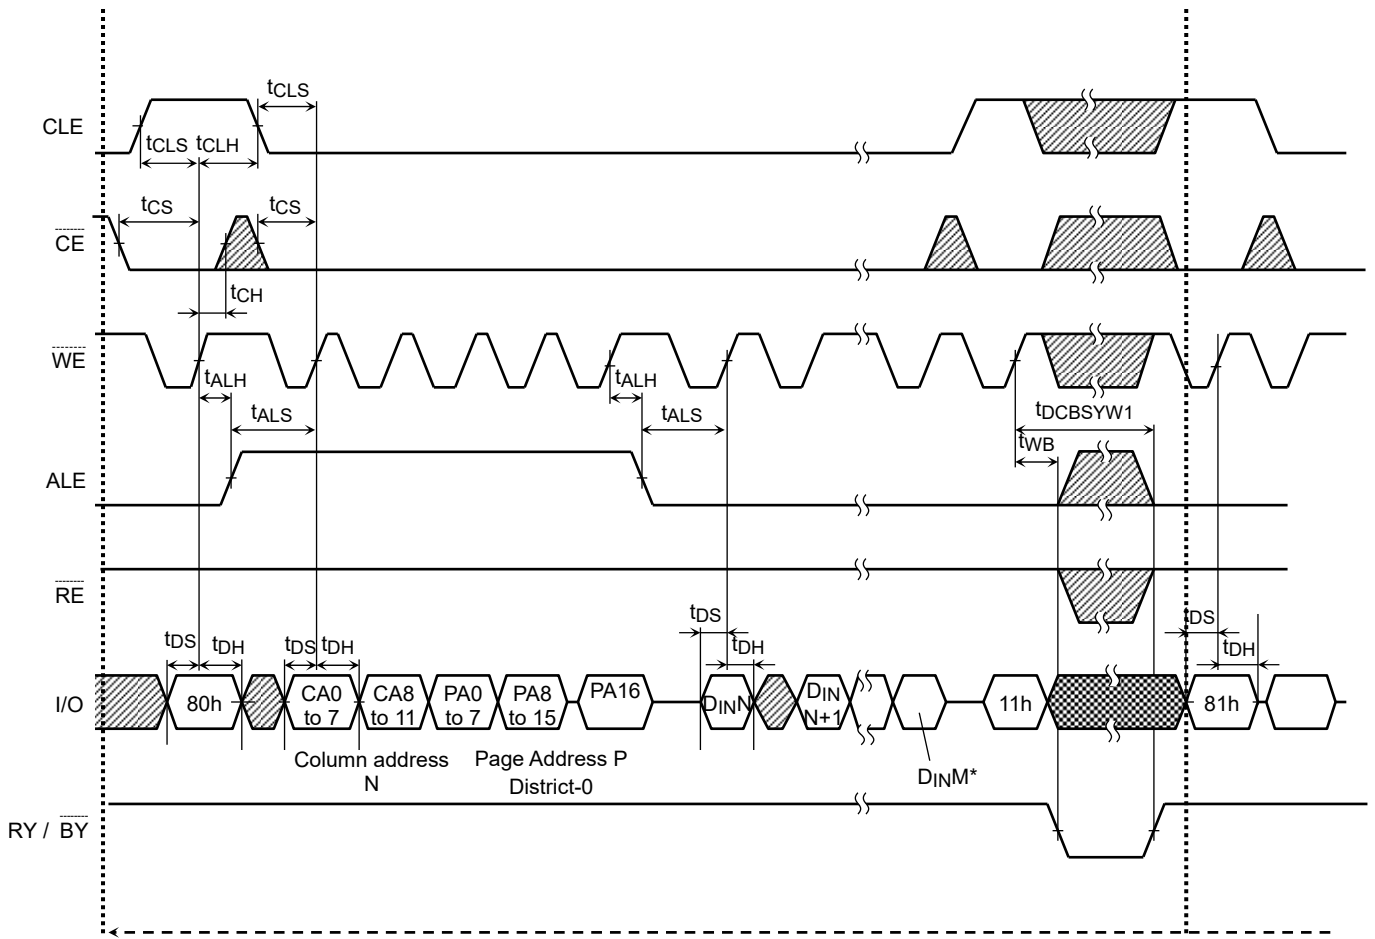 tCLS
CLE
tCLS tCLH
tCS tCS
CE
tCH
WE
tALH tALH
tALS tALS
tDCBSYW1
tWB
ALE
RE
tDS tDH tDS tDH tDS tDH DS tDH
I/O
80h
CA0 to 7
CA8 to 11
PA0 to 7
PA8 to 15
PA16
DINN
DIN N+1
11h
81h
Column address N
Page Address P
District-0
DINM*
RY / BY